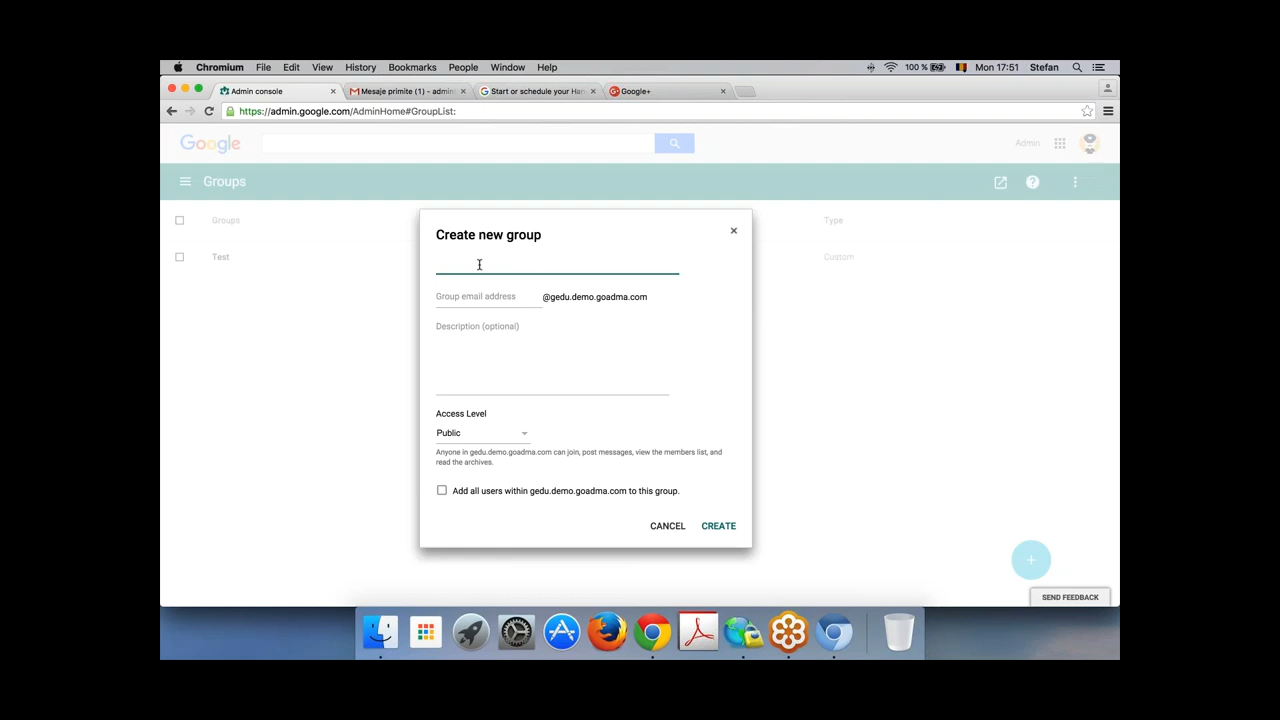 Chromium File Edit View History Bookmarks People Window Help 100 % Mon 17:51 Stefan
Admin console Mesaje primite (1) - admin Start or schedule your Han Google+
https://admin.google.com/AdminHome#GroupList:
Google Admin
Groups
Groups Type
Test Custom
Create new group
Group email address @gedu.demo.goadma.com
Description (optional)
Access Level
Public
Anyone in gedu.demo.goadma.com can join, post messages, view the members list, and
read the archives.
Add all users within gedu.demo.goadma.com to this group.
CANCEL CREATE
SEND FEEDBACK